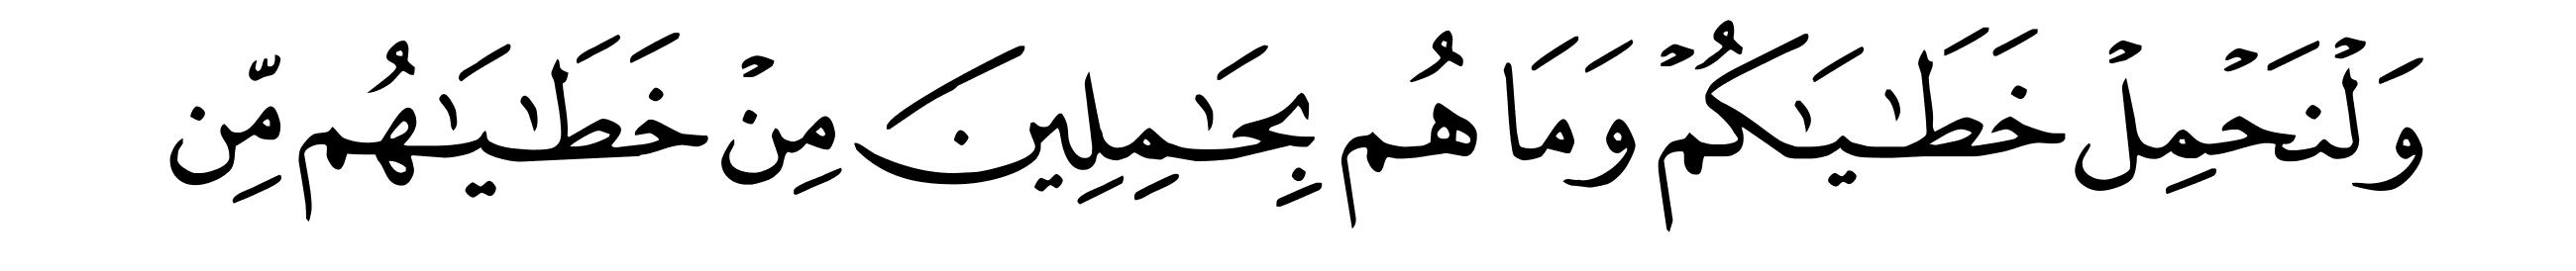 وَلْنَحْمِلْ خَطَٰيَٰكُمْ وَمَا هُم بِحَٰمِلِينَ مِنْ خَطَٰيَٰهُم مِّن